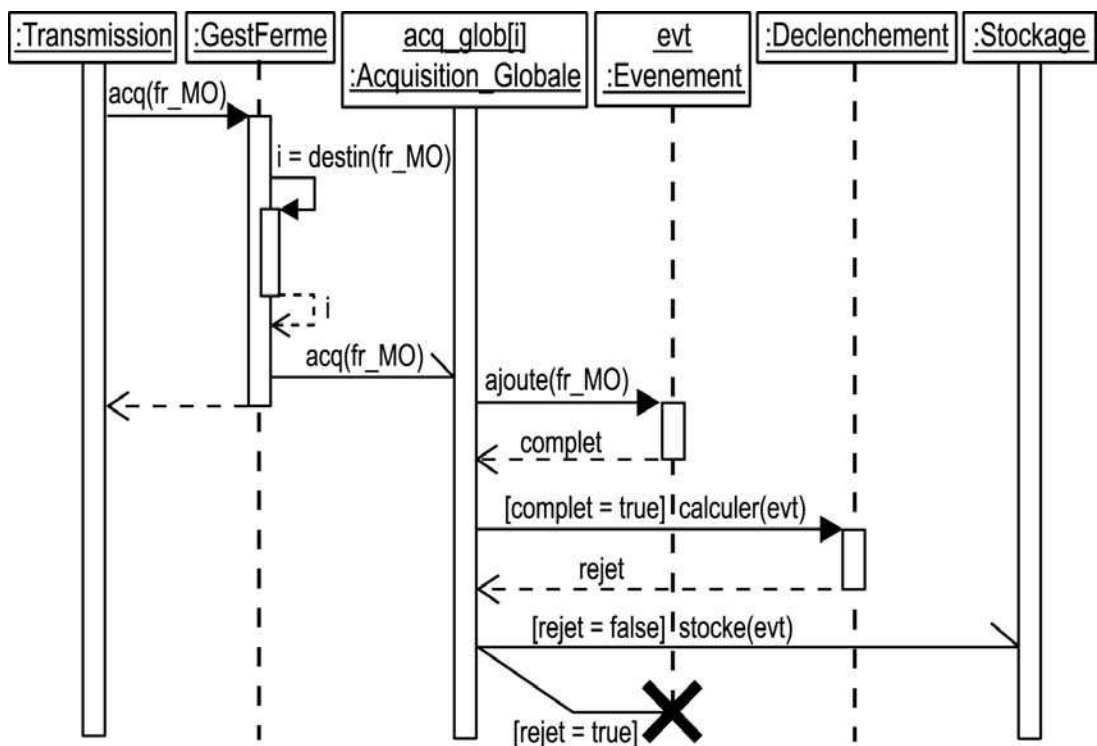 :Transmission
:GestFerme
acq_glob[i]
:Acquisition_Globale
evt
:Evenement
:Declenchement
:Stockage
acq(fr_MO)
i = destin(fr_MO)
i
acq(fr_MO)
ajoute(fr_MO)
complet
[complet = true] calculer(evt)
rejet
[rejet = false] stocke(evt)
[rejet = true]